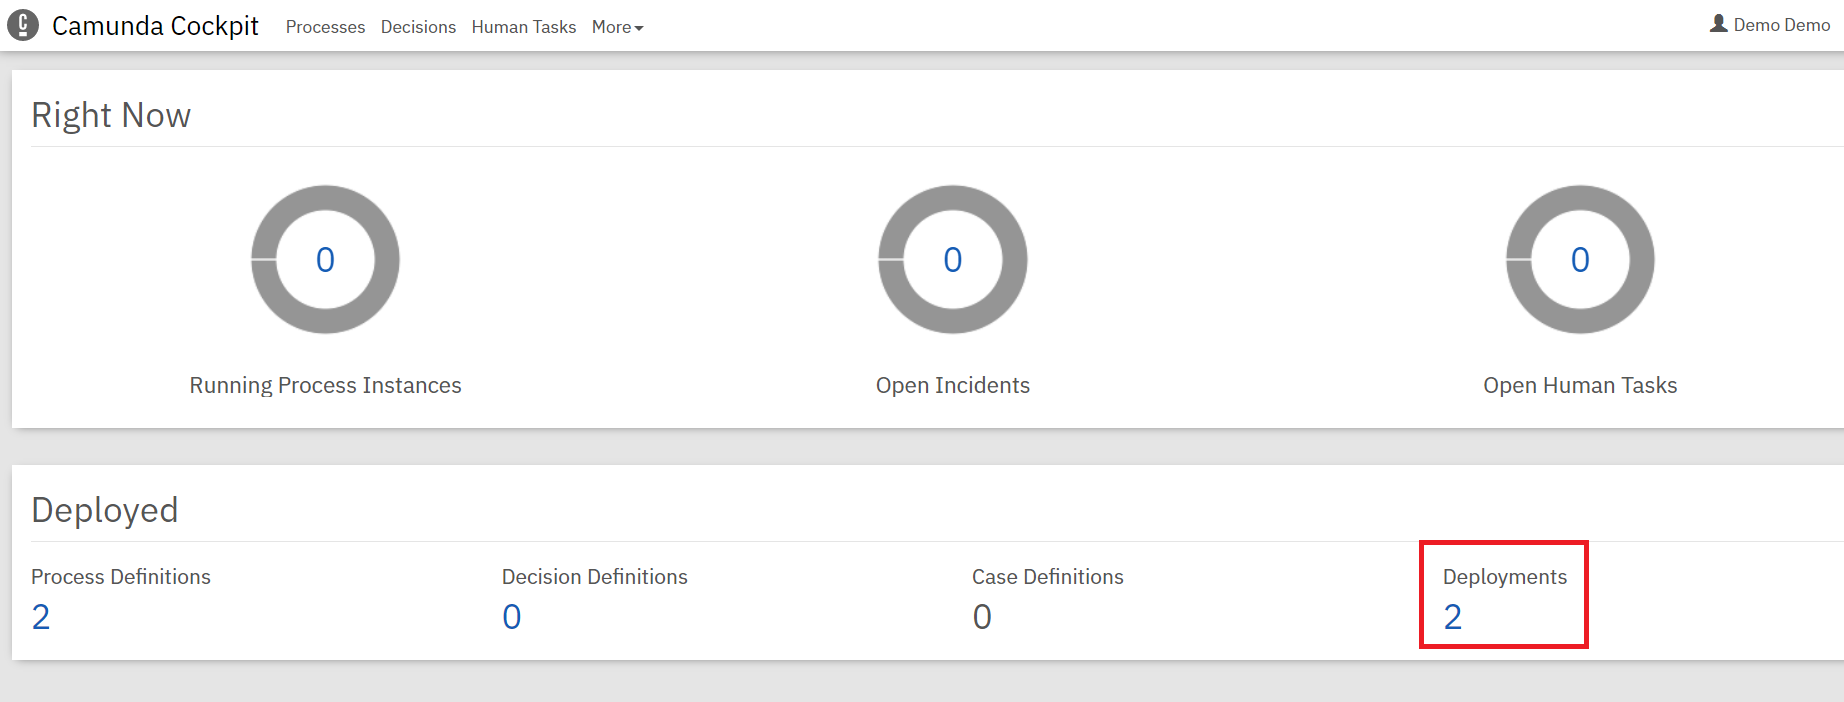 Camunda Cockpit Processes Decisions Human Tasks More Demo Demo
Right Now
0 0 0
Running Process Instances Open Incidents Open Human Tasks
Deployed
Process Definitions Decision Definitions Case Definitions Deployments
2 0 0 2